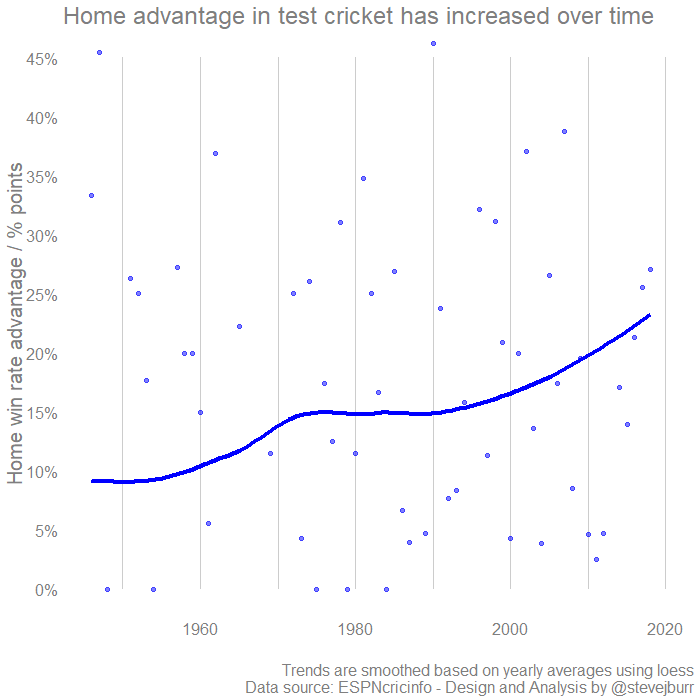 Home advantage in test cricket has increased over time
Home win rate advantage / % points
45%
40%
35%
30%
25%
20%
15%
10%
5%
0%
1960 1980 2000 2020
Trends are smoothed based on yearly averages using loess
Data source: ESPNcricinfo - Design and Analysis by @stevejburr